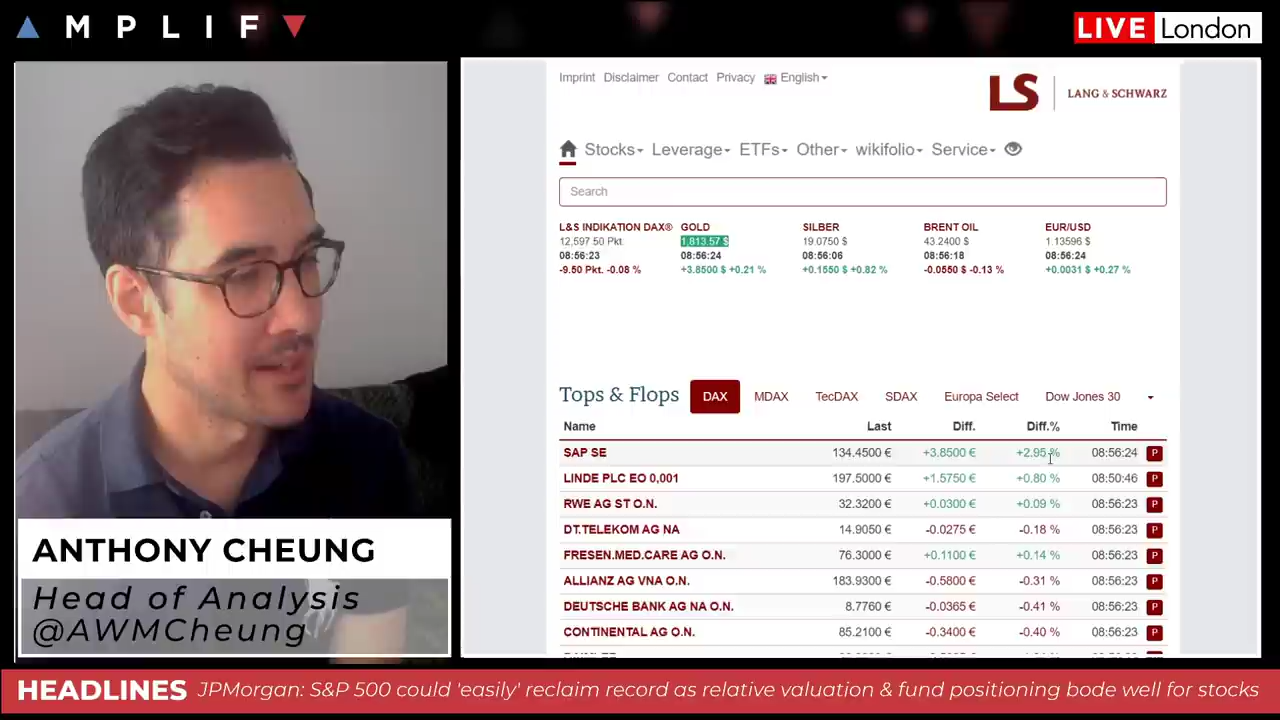 AMPLIFY
LIVE London
Imprint Disclaimer Contact Privacy English
LS LANG & SCHWARZ
Stocks Leverage ETFs Other wikifolio Service
Search
L&S INDIKATION DAX® GOLD SILBER BRENT OIL EUR/USD
12,597.50 Pkt. 1,813.57 $ 19.0750 $ 43.2400 $ 1.13596 $
08:56:23 08:56:24 08:56:06 08:56:18 08:56:24
-9.50 Pkt. -0.08 % +3.8500 $ +0.21 % +0.1550 $ +0.82 % -0.0550 $ -0.13 % +0.0031 $ +0.27 %
Tops & Flops DAX MDAX TecDAX SDAX Europa Select Dow Jones 30
Name Last Diff. Diff.% Time
SAP SE 134.4500 € +3.8500 € +2.95 % 08:56:24 P
LINDE PLC EO 0,001 197.5000 € +1.5750 € +0.80 % 08:50:46 P
RWE AG ST O.N. 32.3200 € +0.0300 € +0.09 % 08:56:23 P
DT.TELEKOM AG NA 14.9050 € -0.0275 € -0.18 % 08:56:23 P
FRESEN.MED.CARE AG O.N. 76.3000 € +0.1100 € +0.14 % 08:56:23 P
ALLIANZ AG VNA O.N. 183.9300 € -0.5800 € -0.31 % 08:56:23 P
DEUTSCHE BANK AG NA O.N. 8.7760 € -0.0365 € -0.41 % 08:56:23 P
CONTINENTAL AG O.N. 85.2100 € -0.3400 € -0.40 % 08:56:23 P
ANTHONY CHEUNG
Head of Analysis
@AWMCheung
HEADLINES JPMorgan: S&P 500 could 'easily' reclaim record as relative valuation & fund positioning bode well for stocks